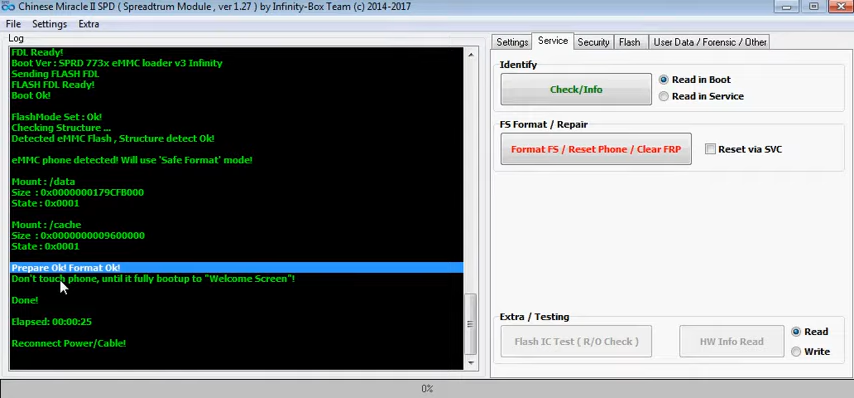 Chinese Miracle II SPD ( Spreadtrum Module , ver 1.27 ) by Infinity-Box Team (c) 2014-2017
File Settings Extra
Log
FDL Ready!
Boot Ver : SPRD 773x eMMC loader v3 Infinity
Sending FLASH FDL
FLASH FDL Ready!
Boot Ok!
FlashMode Set : Ok!
Checking Structure ...
Detected eMMC Flash , Structure detect Ok!
eMMC phone detected! Will use 'Safe Format' mode!
Mount : /data
Size : 0x0000000179CFB000
State : 0x0001
Mount : /cache
Size : 0x0000000009600000
State : 0x0001
Prepare Ok! Format Ok!
Don't touch phone, until it fully bootup to "Welcome Screen"!
Done!
Elapsed: 00:00:25
Reconnect Power/Cable!
Settings Service Security Flash User Data / Forensic / Other
Identify
Check/Info
Read in Boot
Read in Service
FS Format / Repair
Format FS / Reset Phone / Clear FRP
Reset via SVC
Extra / Testing
Flash IC Test ( R/O Check )
HW Info Read
Read
Write
0%